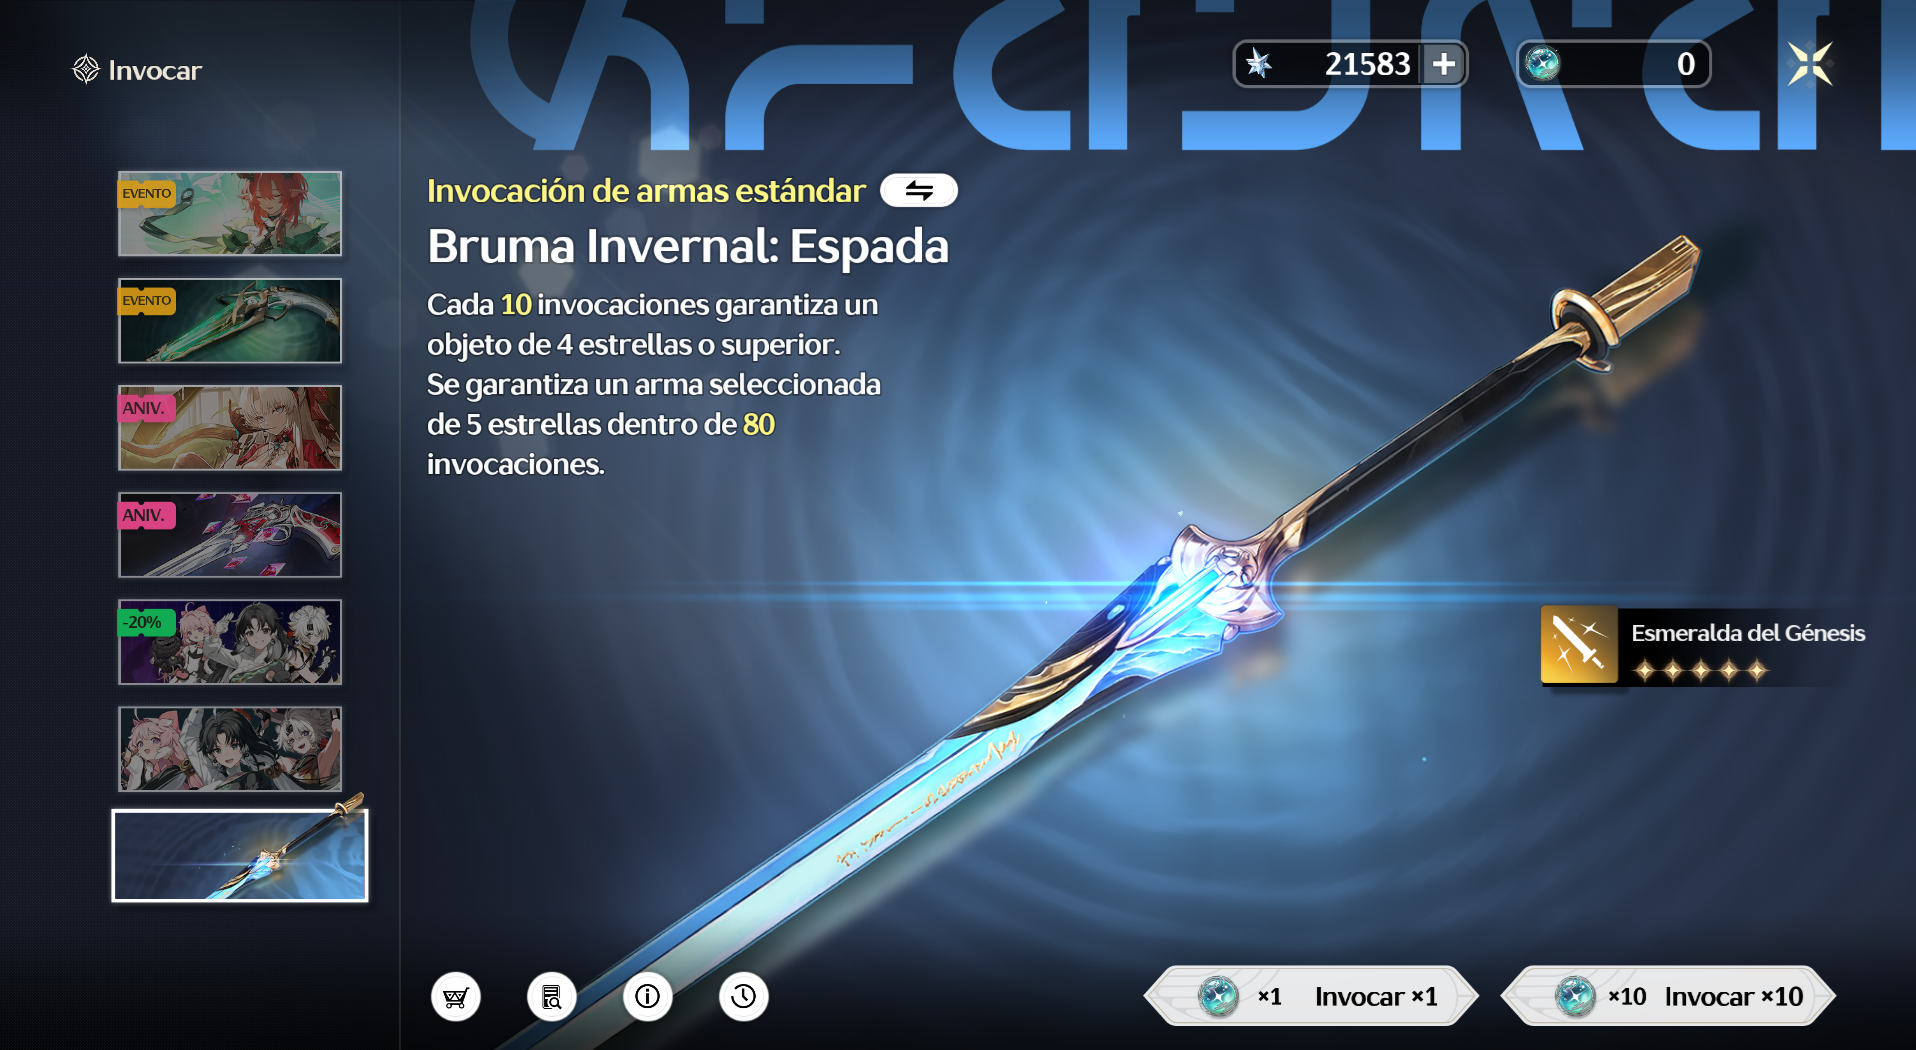 Invocar
21583
0
EVENTO
EVENTO
ANIV.
ANIV.
-20%
Invocación de armas estándar
Bruma Invernal: Espada
Cada 10 invocaciones garantiza un
objeto de 4 estrellas o superior.
Se garantiza un arma seleccionada
de 5 estrellas dentro de 80
invocaciones.
Esmeralda del Génesis
×1 Invocar ×1
×10 Invocar ×10